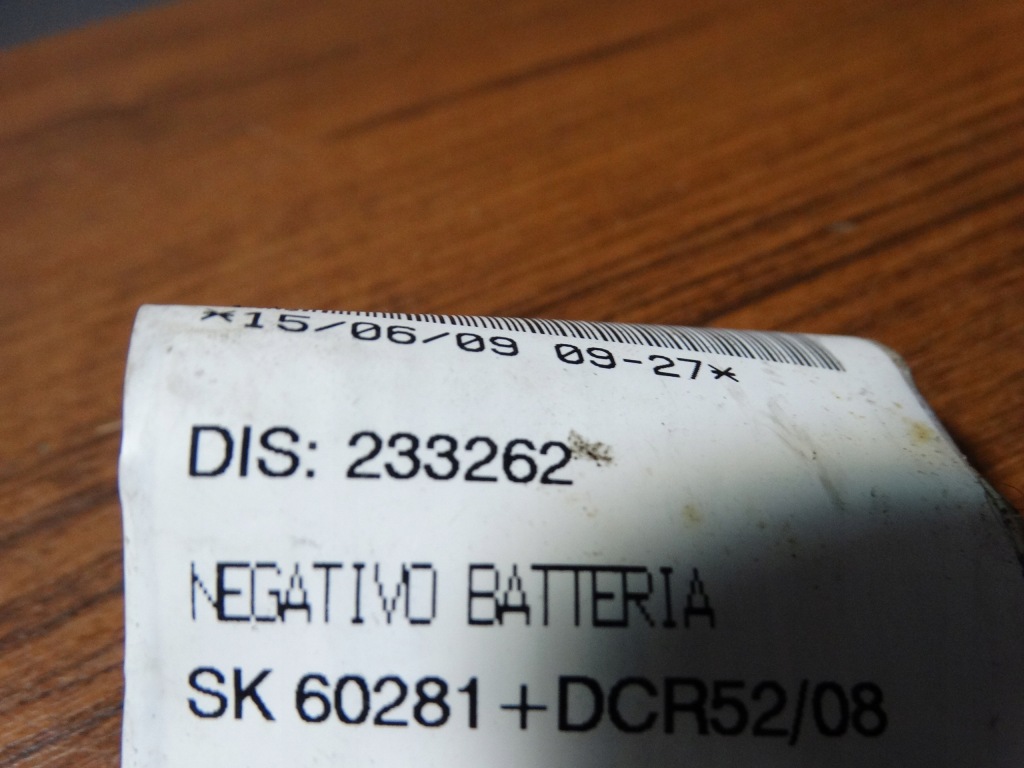 *15/06/09 09-27*
DIS: 233262
NEGATIVO BATTERIA
SK 60281+DCR52/08